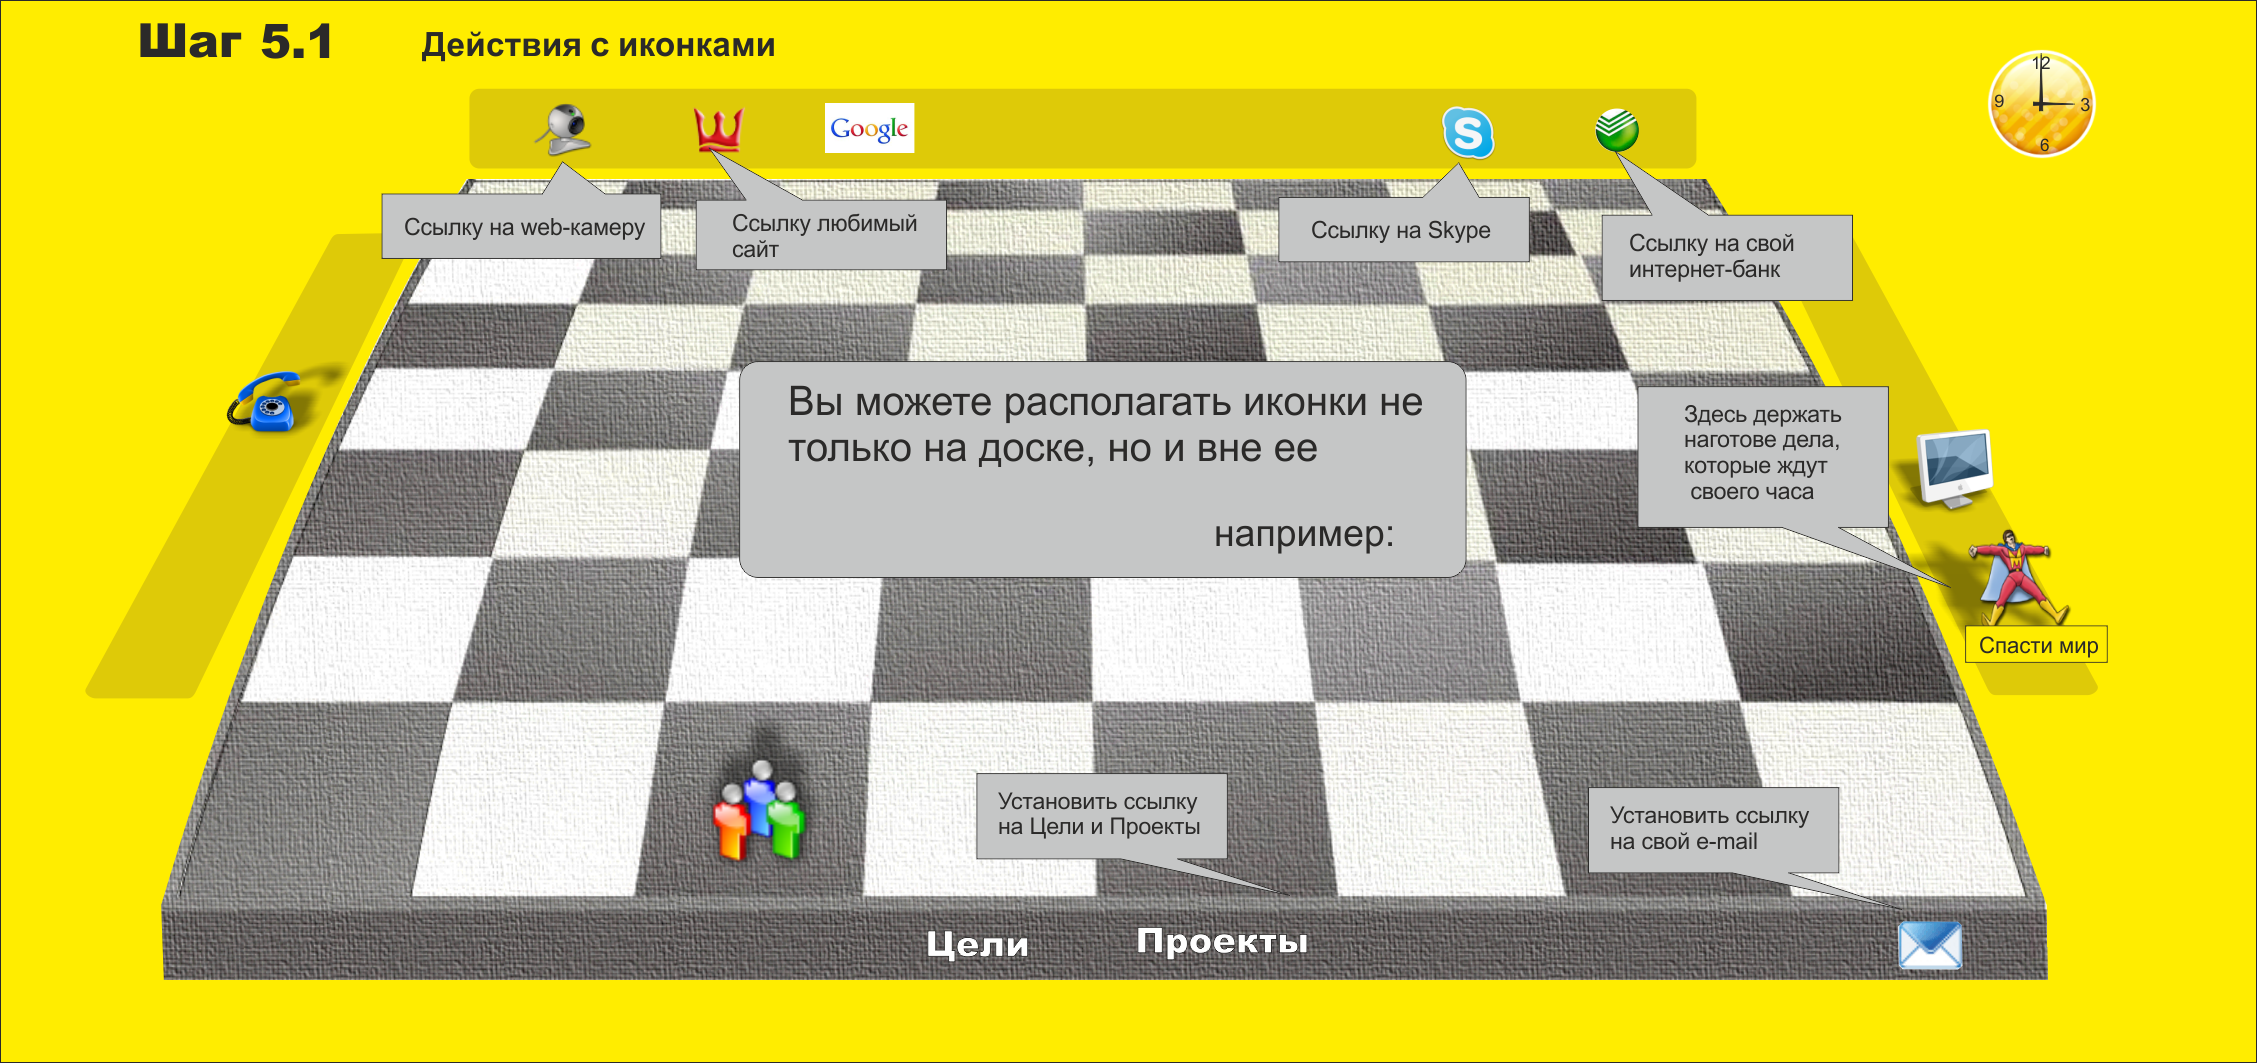 Шаг 5.1
Действия с иконками
12
9
3
6
Google
S
Ссылку на web-камеру
Ссылку любимый
сайт
Ссылку на Skype
Ссылку на свой
интернет-банк
Вы можете располагать иконки не
только на доске, но и вне ее
например:
Здесь держать
наготове дела,
которые ждут
своего часа
M
Спасти мир
Установить ссылку
на Цели и Проекты
Установить ссылку
на свой e-mail
Цели
Проекты